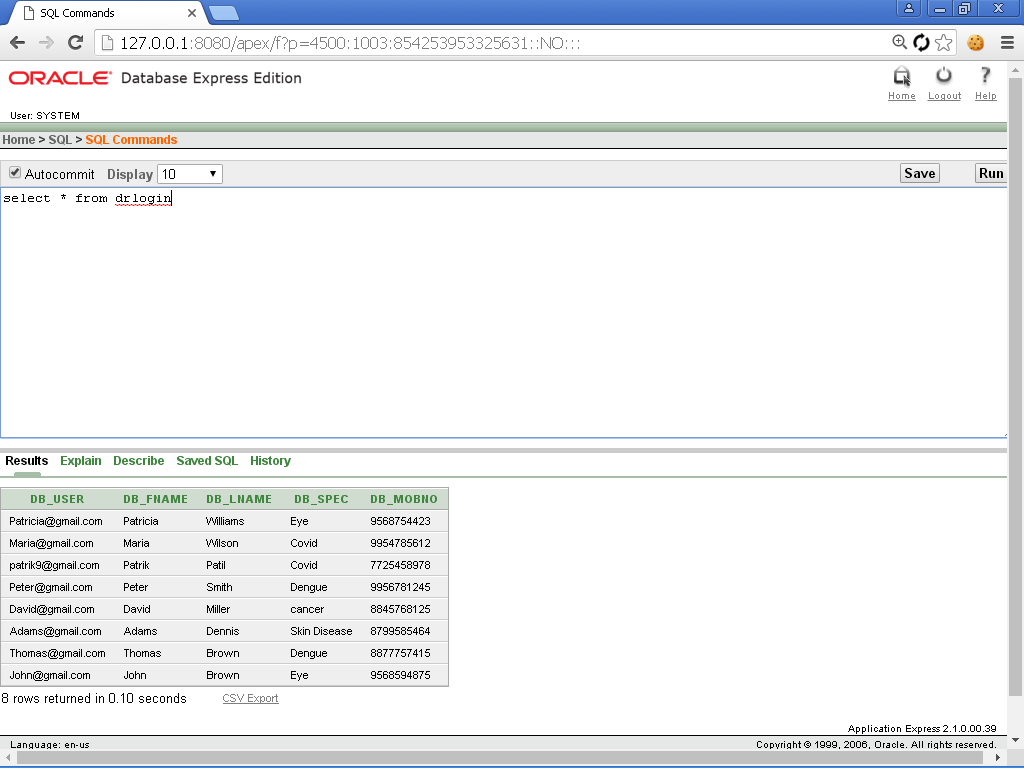 SQL Commands
127.0.0.1:8080/apex/f?p=4500:1003:854253953325631::NO:::
ORACLE® Database Express Edition
Home Logout Help
User: SYSTEM
Home > SQL > SQL Commands
Autocommit Display 10 Save Run
select * from drlogin
Results Explain Describe Saved SQL History
DB_USER DB_FNAME DB_LNAME DB_SPEC DB_MOBNO
Patricia@gmail.com Patricia Williams Eye 9568754423
Maria@gmail.com Maria Wilson Covid 9954785612
patrik9@gmail.com Patrik Patil Covid 7725458978
Peter@gmail.com Peter Smith Dengue 9956781245
David@gmail.com David Miller cancer 8845768125
Adams@gmail.com Adams Dennis Skin Disease 8799585464
Thomas@gmail.com Thomas Brown Dengue 8877757415
John@gmail.com John Brown Eye 9568594875
8 rows returned in 0.10 seconds CSV Export
Application Express 2.1.0.00.39
Language: en-us Copyright © 1999, 2006, Oracle. All rights reserved.